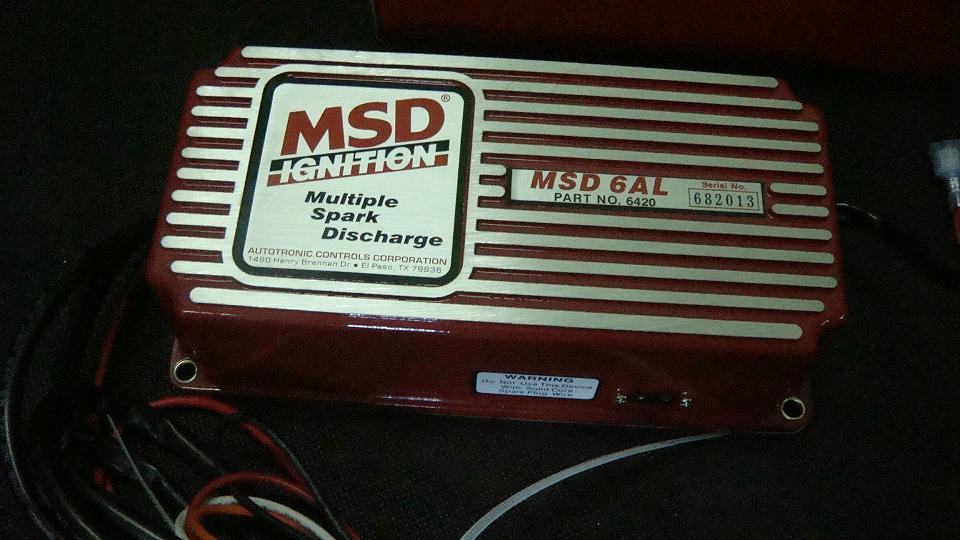 MSD®
IGNITION
Multiple
Spark
Discharge
AUTOTRONIC CONTROLS CORPORATION
1490 Henry Brennan Dr. • El Paso, TX 79936
MSD 6AL
PART NO. 6420
Serial No.
682013
WARNING
Do Not Use This Device
With Solid Core
Spark Plug Wire